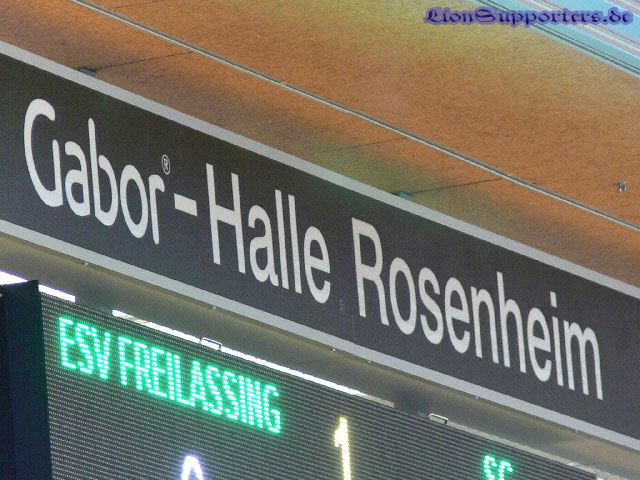 LionSupporters.de
Gabor®-Halle Rosenheim
ESV FREILASSING
1